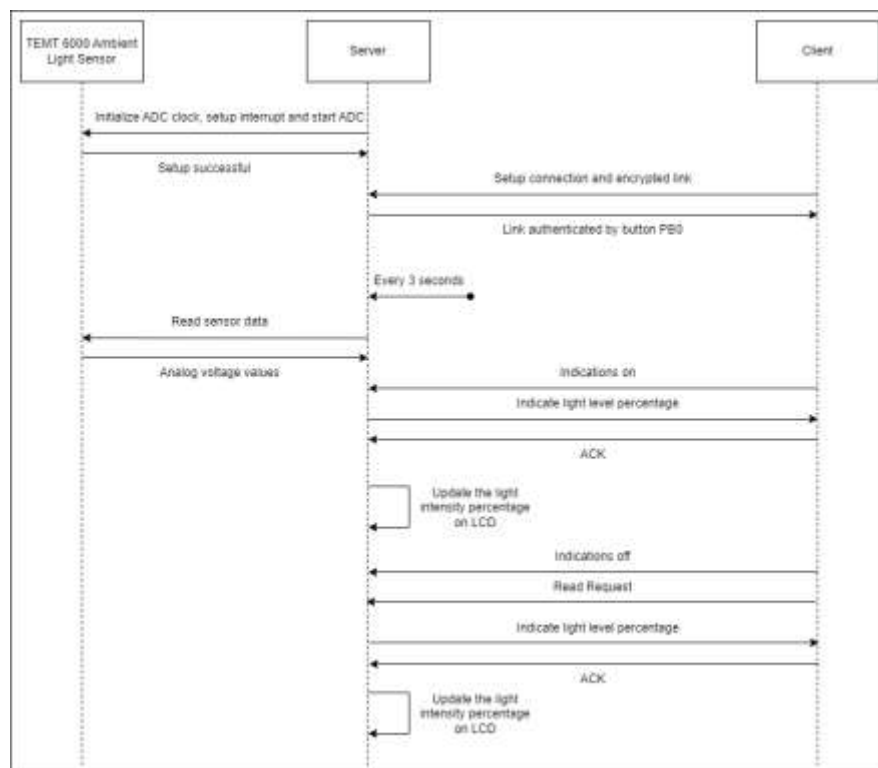 TEMT 6000 Ambient
Light Sensor
Server
Client
Initialize ADC clock, setup interrupt and start ADC
Setup successful
Setup connection and encrypted link
Link authenticated by button PB0
Every 3 seconds
Read sensor data
Analog voltage values
Indications on
Indicate light level percentage
ACK
Update the light
intensity percentage
on LCD
Indications off
Read Request
Indicate light level percentage
ACK
Update the light
intensity percentage
on LCD